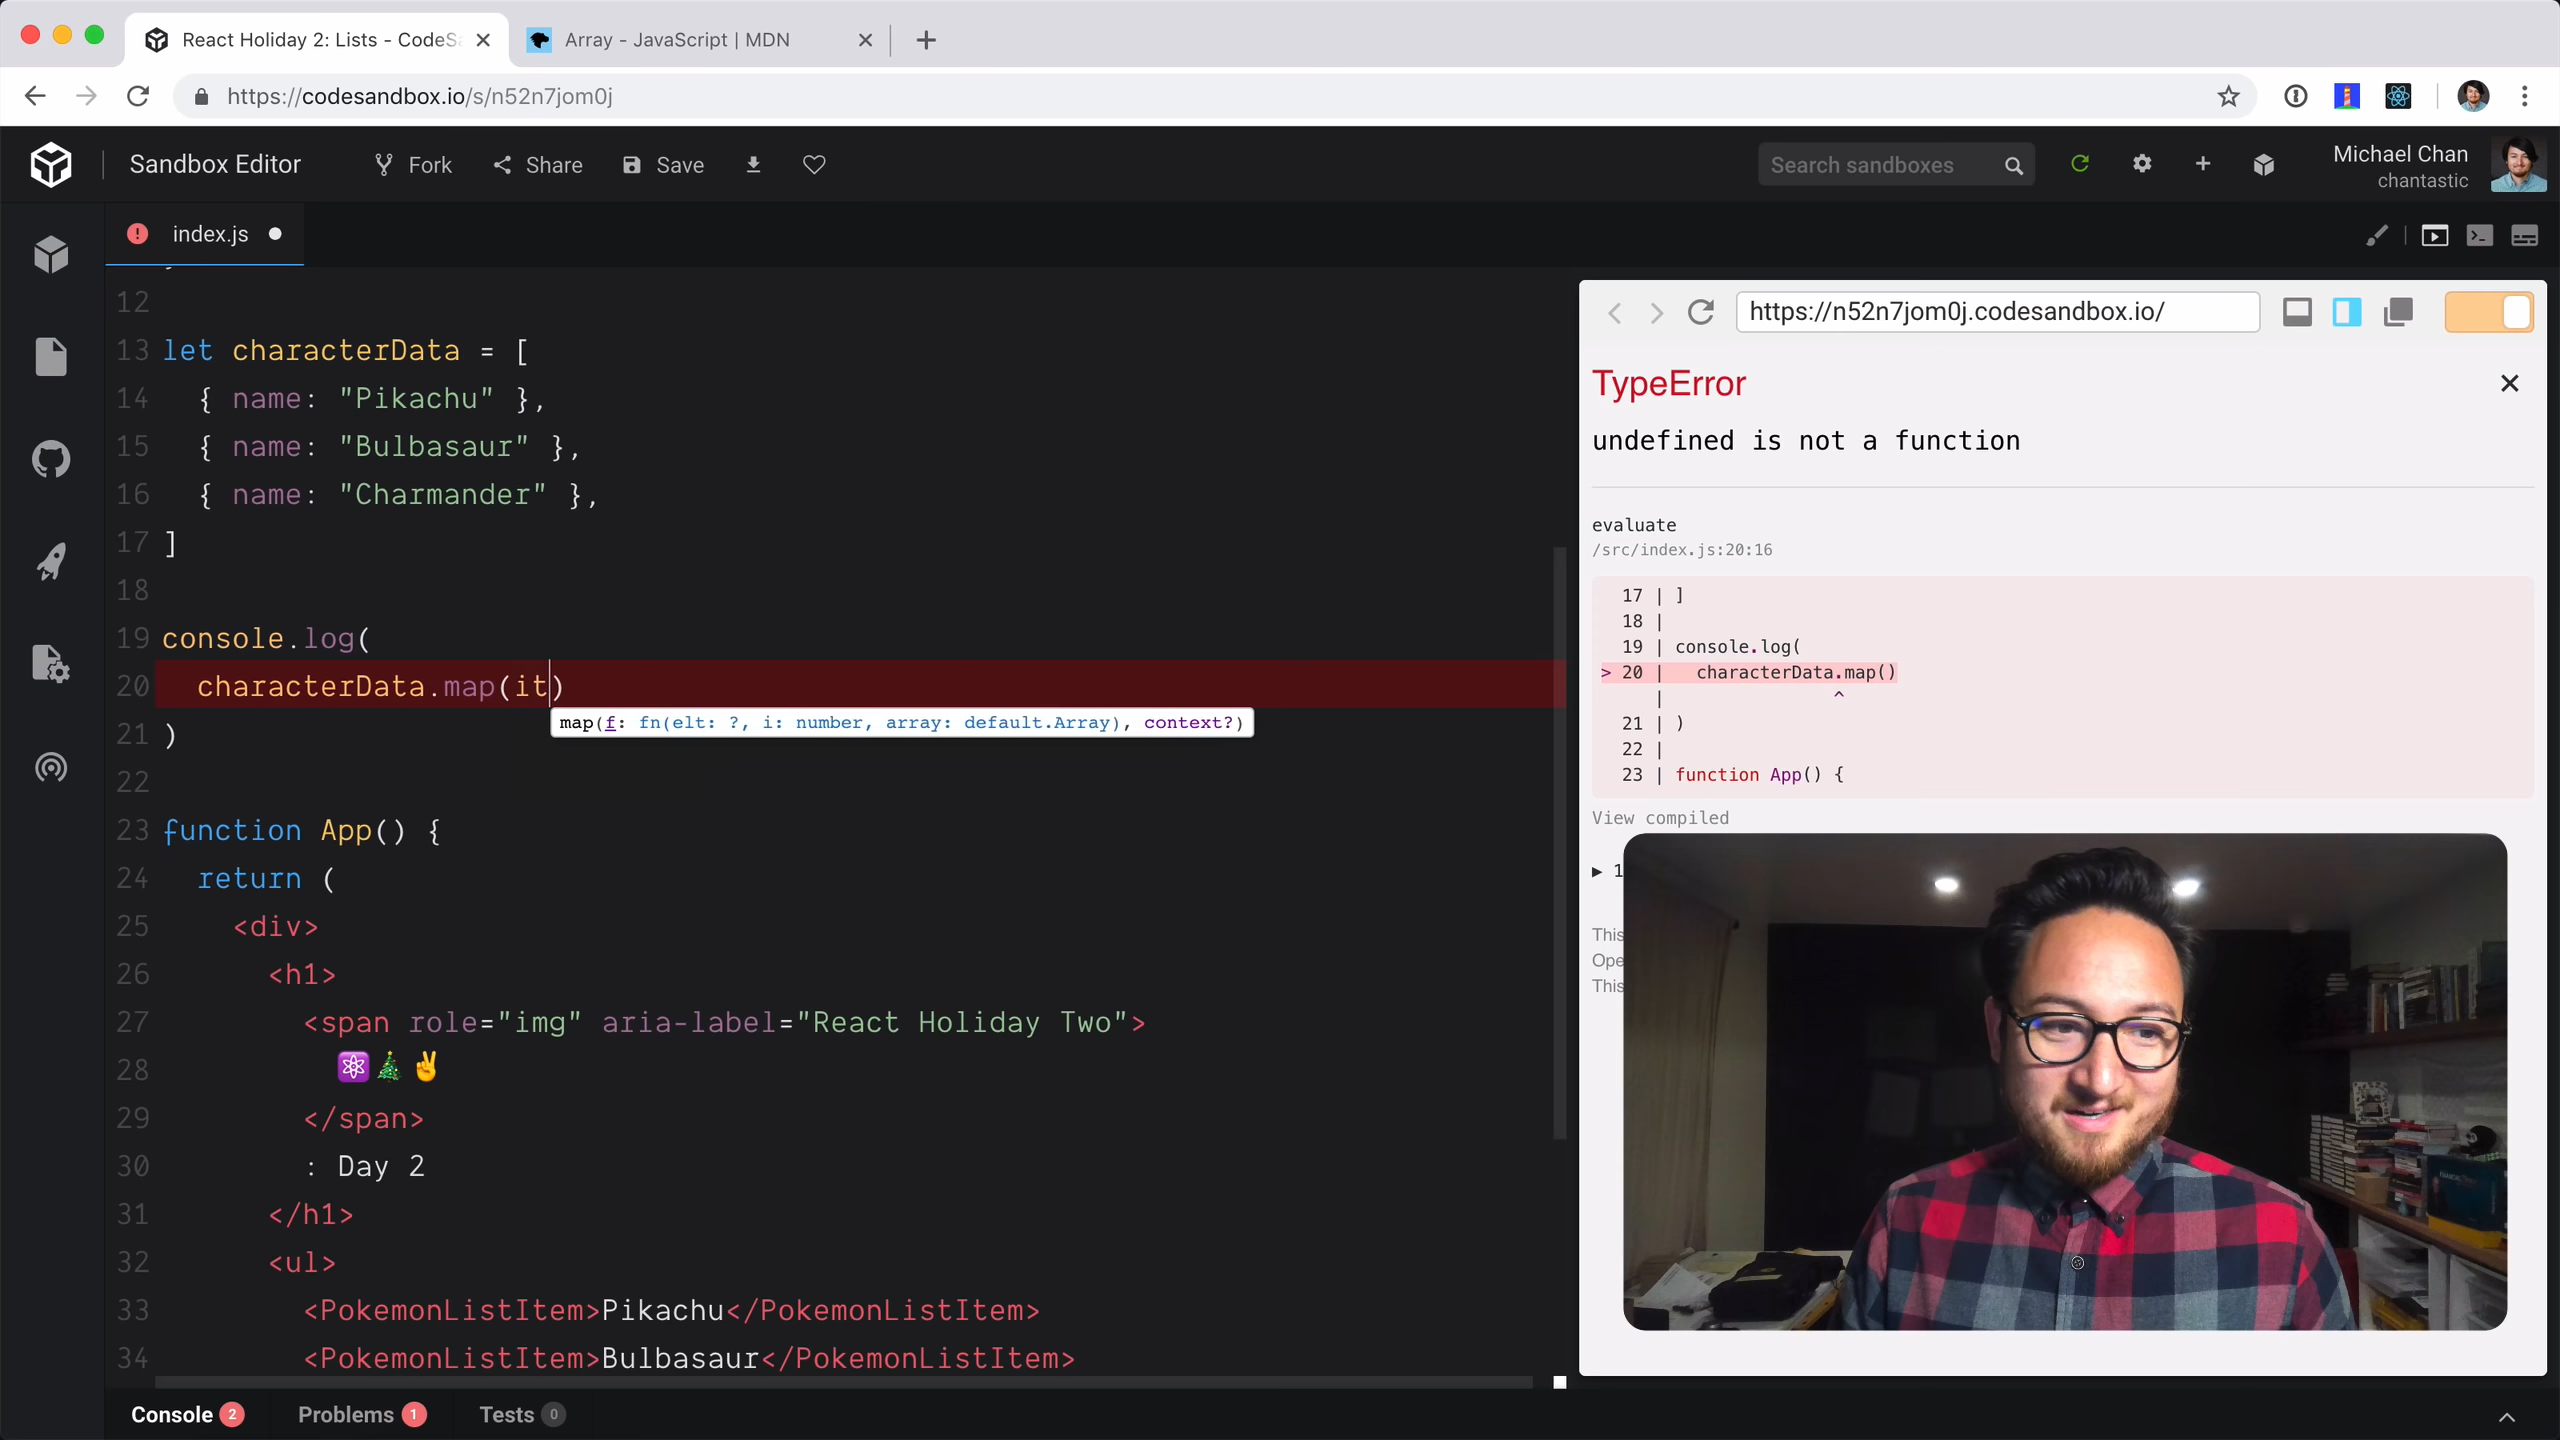 React Holiday 2: Lists - CodeS
Array - JavaScript | MDN
https://codesandbox.io/s/n52n7jom0j
Sandbox Editor
Fork
Share
Save
Search sandboxes
Michael Chan
chantastic
index.js
12
13 let characterData = [
14 { name: "Pikachu" },
15 { name: "Bulbasaur" },
16 { name: "Charmander" },
17 ]
18
19 console.log(
20 characterData.map(it)
map(f: fn(elt: ?, i: number, array: default.Array), context?)
21 )
22
23 function App() {
24 return (
25 <div>
26 <h1>
27 <span role="img" aria-label="React Holiday Two">
28 ⚛🎄✌
29 </span>
30 : Day 2
31 </h1>
32 <ul>
33 <PokemonListItem>Pikachu</PokemonListItem>
34 <PokemonListItem>Bulbasaur</PokemonListItem>
https://n52n7jom0j.codesandbox.io/
TypeError
undefined is not a function
evaluate
/src/index.js:20:16
17 | ]
18 |
19 | console.log(
> 20 | characterData.map()
| ^
21 | )
22 |
23 | function App() {
View compiled
▶ 1
This
Ope
This
Console 2
Problems 1
Tests 0